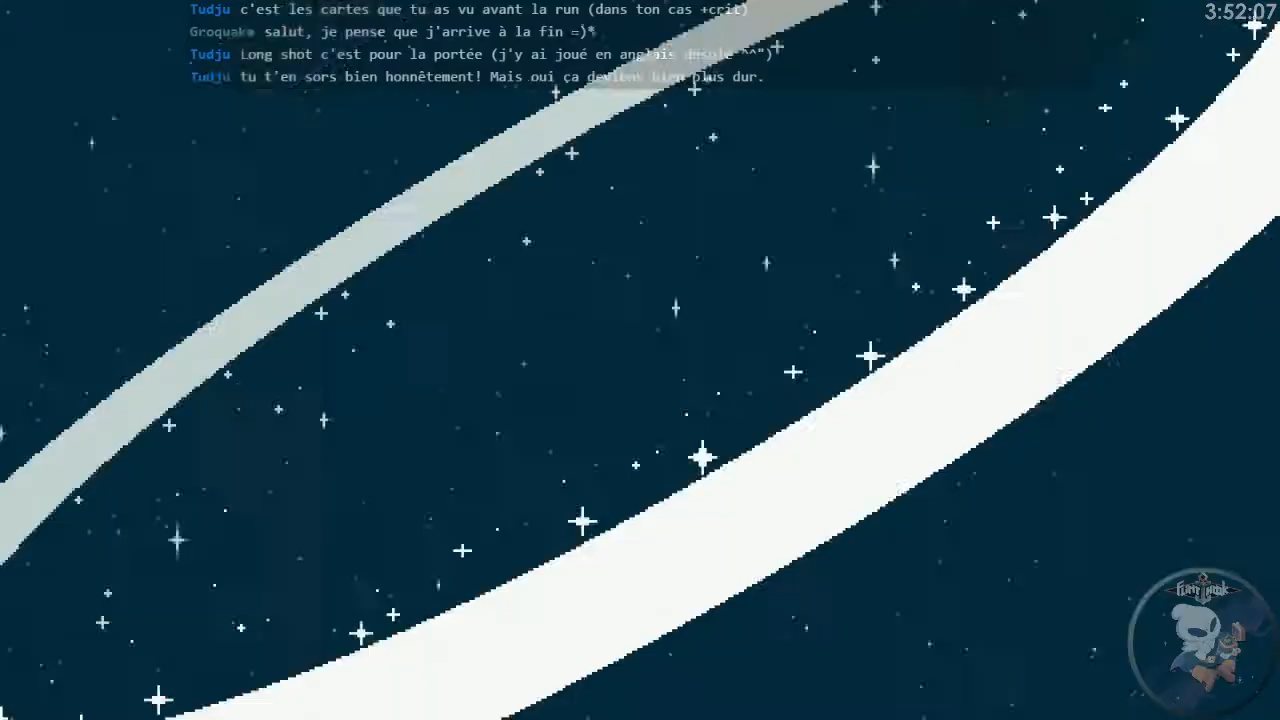 Tudju c'est les cartes que tu as vu avant la run (dans ton cas +crit)
3:52:07
Groquake salut, je pense que j'arrive à la fin =)
Tudju Long shot c'est pour la portée (j'y ai joué en anglais désolé ^^")
Tudju tu t'en sors bien honnêtement! Mais oui ça devient bien plus dur.